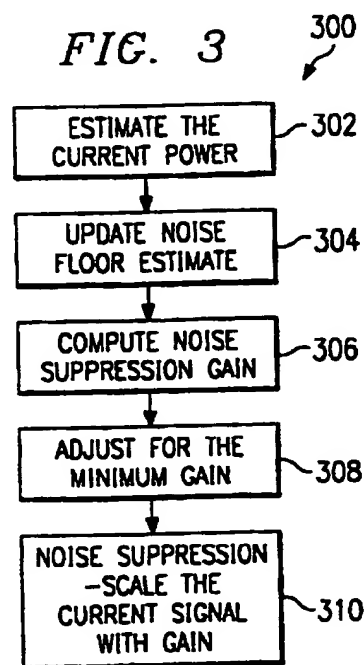 FIG. 3
300
ESTIMATE THE
CURRENT POWER
302
UPDATE NOISE
FLOOR ESTIMATE
304
COMPUTE NOISE
SUPPRESSION GAIN
306
ADJUST FOR THE
MINIMUM GAIN
308
NOISE SUPPRESSION
-SCALE THE
CURRENT SIGNAL
WITH GAIN
310